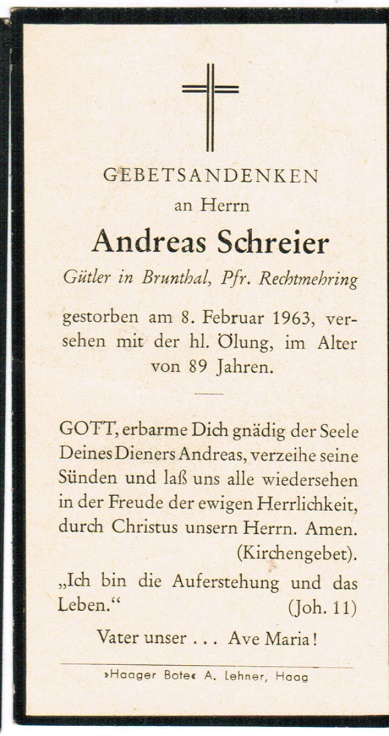 GEBETSANDENKEN
an Herrn
Andreas Schreier
Gütler in Brunthal, Pfr. Rechtmehring
gestorben am 8. Februar 1963, ver-
sehen mit der hl. Ölung, im Alter
von 89 Jahren.
GOTT, erbarme Dich gnädig der Seele
Deines Dieners Andreas, verzeihe seine
Sünden und laß uns alle wiedersehen
in der Freude der ewigen Herrlichkeit,
durch Christus unsern Herrn. Amen.
(Kirchengebet).
„Ich bin die Auferstehung und das
Leben.“ (Joh. 11)
Vater unser . . . Ave Maria!
»Haager Bote« A. Lehner, Haag